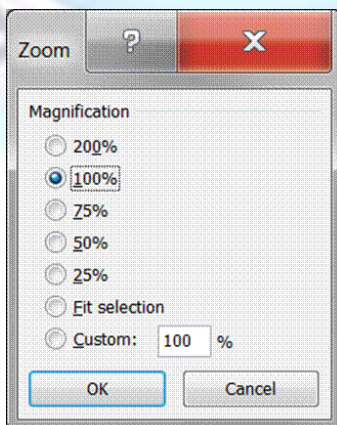 Zoom ?
Magnification
200%
100%
75%
50%
25%
Fit selection
Custom: 100 %
OK Cancel